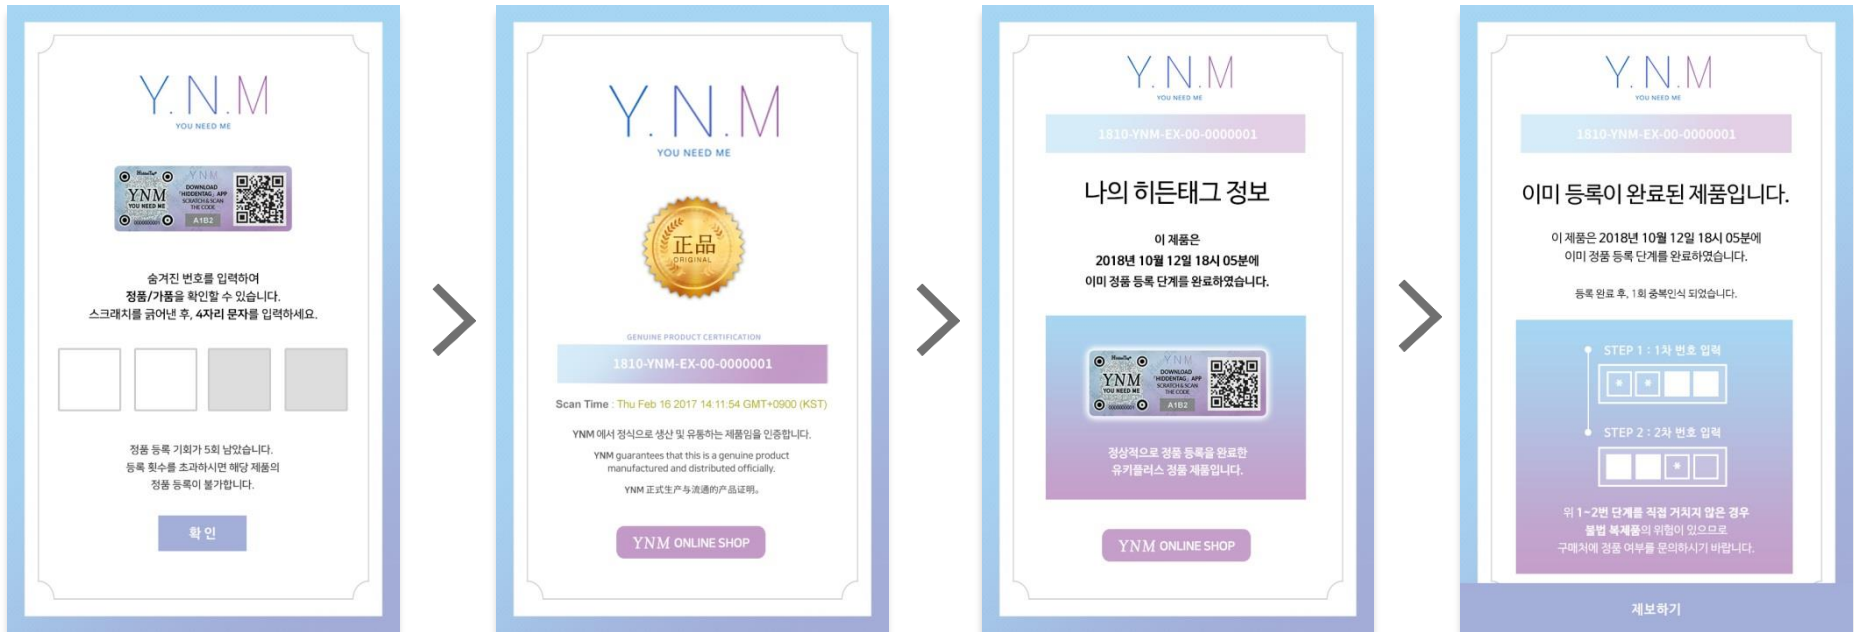 Y.N.M
YOU NEED ME
HiddenTag
YNM
YOU NEED ME
Y.N.M
DOWNLOAD
「HIDDENTAG」 APP
SCRATCH & SCAN
THE CODE
A1B2
숨겨진 번호를 입력하여
정품/가품을 확인할 수 있습니다.
스크래치를 긁어낸 후, 4자리 문자를 입력하세요.
정품 등록 기회가 5회 남았습니다.
등록 횟수를 초과하시면 해당 제품의
정품 등록이 불가합니다.
확인
Y.N.M
YOU NEED ME
正品
ORIGINAL
GENUINE PRODUCT CERTIFICATION
1810-YNM-EX-00-0000001
Scan Time : Thu Feb 16 2017 14:11:54 GMT+0900 (KST)
YNM 에서 정식으로 생산 및 유통하는 제품임을 인증합니다.
YNM guarantees that this is a genuine product
manufactured and distributed officially.
YNM 正式生产与流通的产品证明。
YNM ONLINE SHOP
Y.N.M
YOU NEED ME
1810-YNM-EX-00-0000001
나의 히든태그 정보
이 제품은
2018년 10월 12일 18시 05분에
이미 정품 등록 단계를 완료하였습니다.
HiddenTag
YNM
YOU NEED ME
Y.N.M
DOWNLOAD
「HIDDENTAG」 APP
SCRATCH & SCAN
THE CODE
A1B2
정상적으로 정품 등록을 완료한
유키플러스 정품 제품입니다.
YNM ONLINE SHOP
Y.N.M
YOU NEED ME
1810-YNM-EX-00-0000001
이미 등록이 완료된 제품입니다.
이 제품은 2018년 10월 12일 18시 05분에
이미 정품 등록 단계를 완료하였습니다.
등록 완료 후, 1회 중복인식 되었습니다.
STEP 1 : 1차 번호 입력
STEP 2 : 2차 번호 입력
위 1~2번 단계를 직접 거치지 않은 경우
불법 복제품의 위험이 있으므로
구매처에 정품 여부를 문의하시기 바랍니다.
제보하기